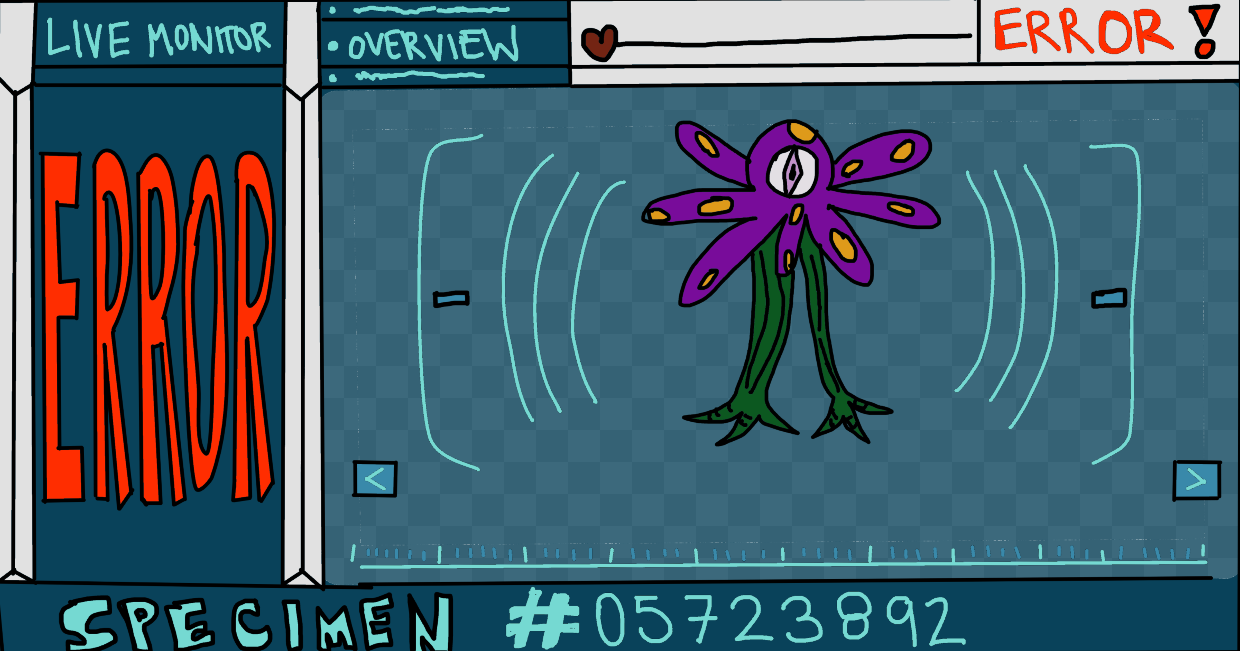 LIVE MONITOR
OVERVIEW
ERROR!
ERROR
<
>
SPECIMEN #05723892